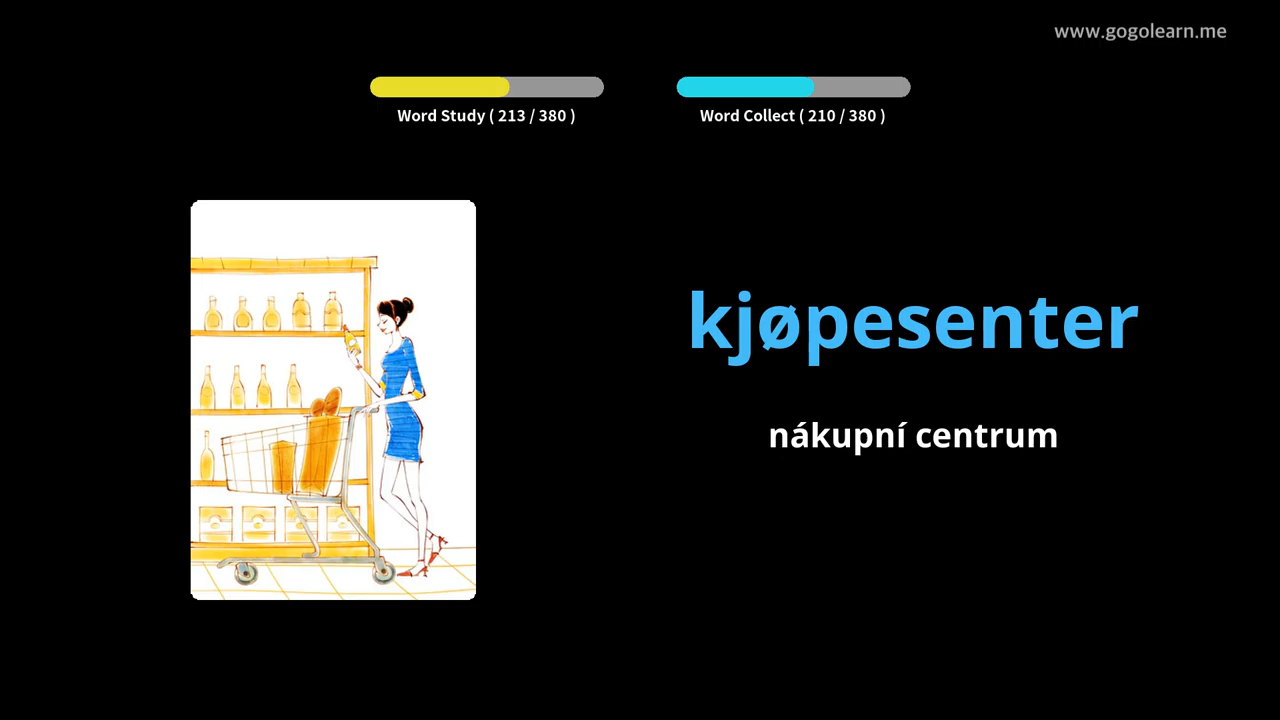 www.gogolearn.me
Word Study ( 213 / 380 )
Word Collect ( 210 / 380 )
kjøpesenter
nákupní centrum